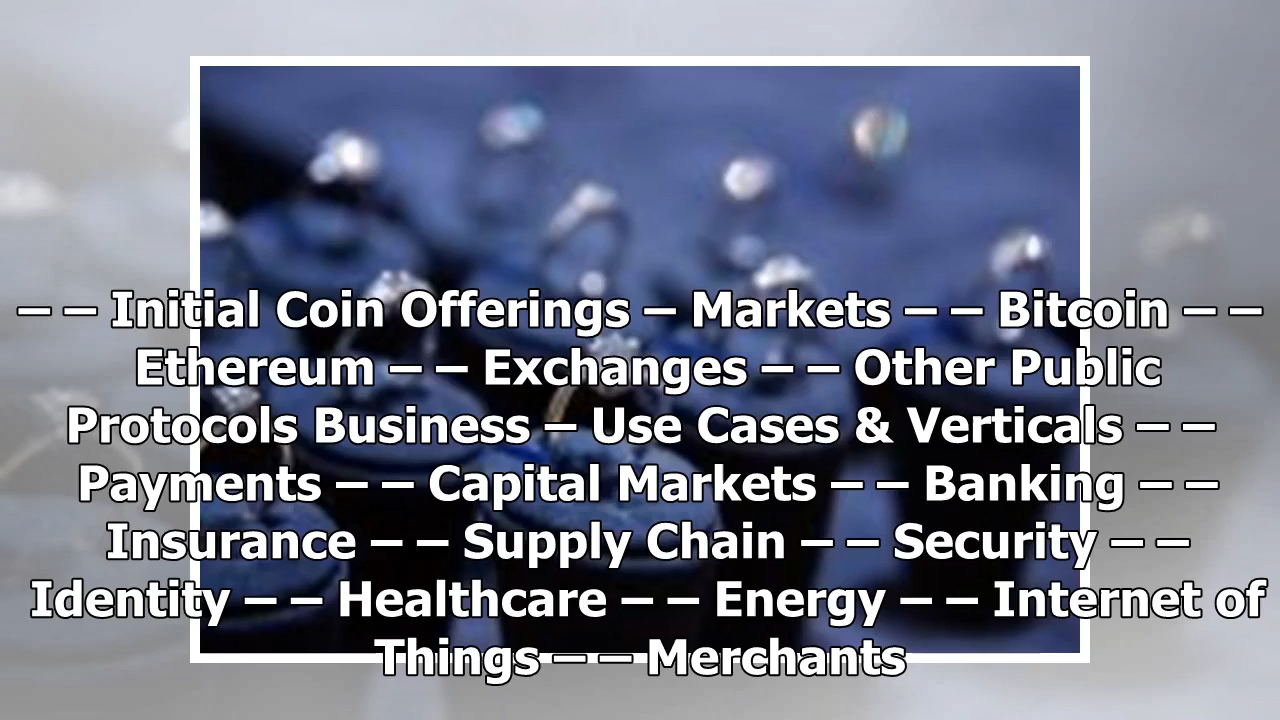 – – Initial Coin Offerings – Markets – – Bitcoin – –
Ethereum – – Exchanges – – Other Public
Protocols Business – Use Cases & Verticals – –
Payments – – Capital Markets – – Banking – –
Insurance – – Supply Chain – – Security – –
Identity – – Healthcare – – Energy – – Internet of
Things – – Merchants